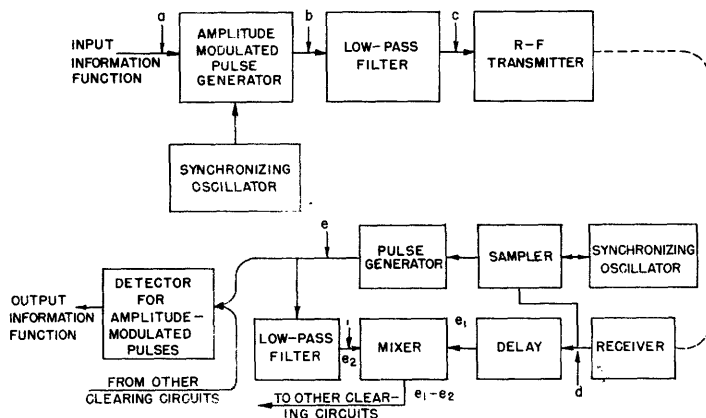 a
b
c
INPUT
INFORMATION
FUNCTION
AMPLITUDE
MODULATED
PULSE
GENERATOR
LOW-PASS
FILTER
R-F
TRANSMITTER
SYNCHRONIZING
OSCILLATOR
e
PULSE
GENERATOR
SAMPLER
SYNCHRONIZING
OSCILLATOR
OUTPUT
INFORMATION
FUNCTION
DETECTOR
FOR
AMPLITUDE-
MODULATED
PULSES
LOW-PASS
FILTER
e2
MIXER
e1
DELAY
RECEIVER
d
FROM OTHER
CLEARING CIRCUITS
e1-e2
TO OTHER CLEAR-
ING CIRCUITS